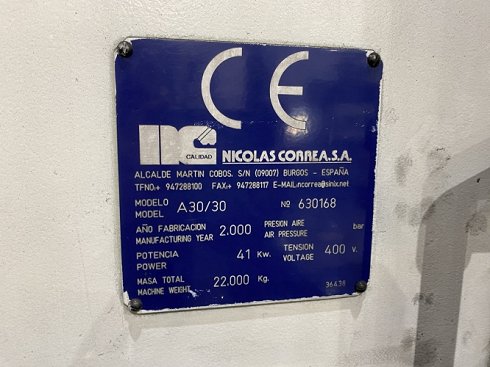 CE
NC
CALIDAD
NICOLAS CORREA,S.A.
ALCALDE MARTIN COBOS. S/N (09007) BURGOS - ESPAÑA
TFNO.+ 947288100 FAX.+ 947288117 E-MAIL:ncorrea@sinix.net
MODELO
MODEL A30/30 Nº 630168
AÑO FABRICACION
MANUFACTURING YEAR 2.000 PRESION AIRE
AIR PRESSURE bar
POTENCIA
POWER 41 Kw. TENSION
VOLTAGE 400 v.
MASA TOTAL
MACHINE WEIGHT 22.000 Kg.
36438